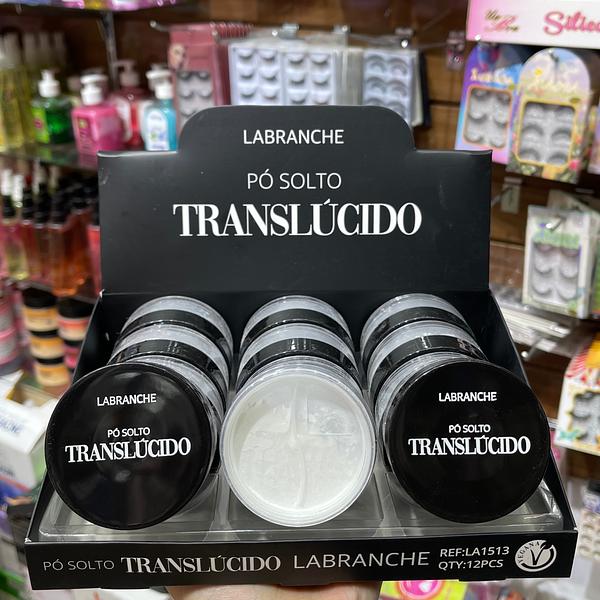 LABRANCHE
PÓ SOLTO
TRANSLÚCIDO
LABRANCHE
PÓ SOLTO
TRANSLÚCIDO
LABRANCHE
PÓ SOLTO
TRANSLÚCIDO
PÓ SOLTO TRANSLÚCIDO LABRANCHE
REF:LA1513
QTY:12PCS
VEGANA